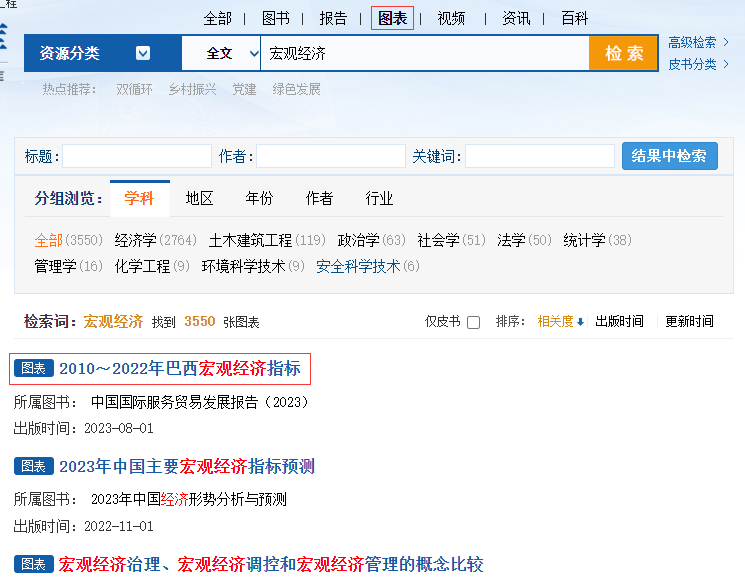 工程
全部 | 图书 | 报告 | 图表 | 视频 | 资讯 | 百科
资源分类 全文 宏观经济 检 索 高级检索 >
皮书分类 >
热点推荐： 双循环 乡村振兴 党建 绿色发展
标题: 作者: 关键词: 结果中检索
分组浏览： 学科 地区 年份 作者 行业
全部(3550) 经济学(2764) 土木建筑工程(119) 政治学(63) 社会学(51) 法学(50) 统计学(38)
管理学(16) 化学工程(9) 环境科学技术(9) 安全科学技术(6)
检索词：宏观经济 找到 3550 张图表 仅皮书 排序： 相关度 出版时间 更新时间
图表 2010～2022年巴西宏观经济指标
所属图书： 中国国际服务贸易发展报告（2023）
出版时间：2023-08-01
图表 2023年中国主要宏观经济指标预测
所属图书： 2023年中国经济形势分析与预测
出版时间：2022-11-01
图表 宏观经济治理、宏观经济调控和宏观经济管理的概念比较